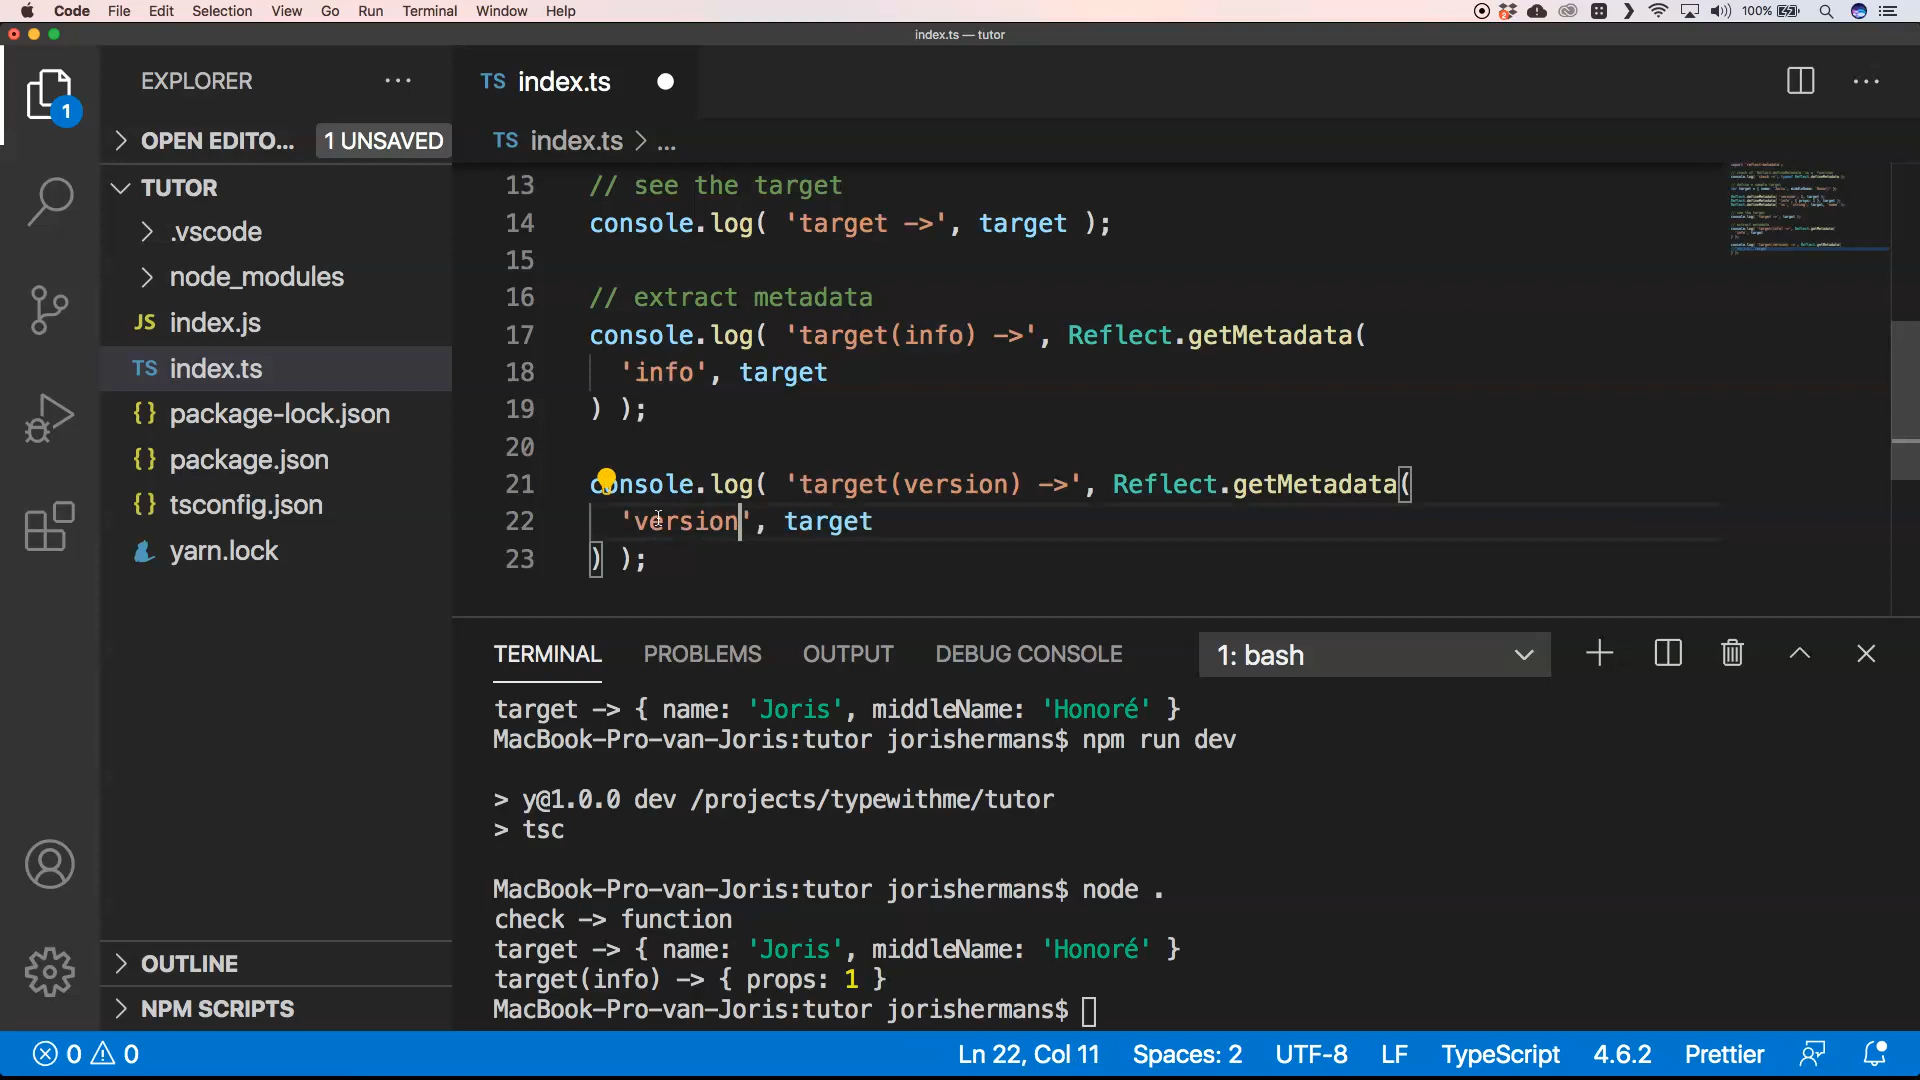 Code File Edit Selection View Go Run Terminal Window Help 100%
index.ts — tutor
EXPLORER ...
TS index.ts
1
OPEN EDITO... 1 UNSAVED
TS index.ts > ...
TUTOR
.vscode
node_modules
JS index.js
TS index.ts
{} package-lock.json
{} package.json
{} tsconfig.json
yarn.lock
OUTLINE
NPM SCRIPTS
13 // see the target
14 console.log( 'target ->', target );
15
16 // extract metadata
17 console.log( 'target(info) ->', Reflect.getMetadata(
18 'info', target
19 ) );
20
21 console.log( 'target(version) ->', Reflect.getMetadata(
22 'version', target
23 ) );
TERMINAL PROBLEMS OUTPUT DEBUG CONSOLE 1: bash
target -> { name: 'Joris', middleName: 'Honoré' }
MacBook-Pro-van-Joris:tutor jorishermans$ npm run dev
> y@1.0.0 dev /projects/typewithme/tutor
> tsc
MacBook-Pro-van-Joris:tutor jorishermans$ node .
check -> function
target -> { name: 'Joris', middleName: 'Honoré' }
target(info) -> { props: 1 }
MacBook-Pro-van-Joris:tutor jorishermans$
0 0 Ln 22, Col 11 Spaces: 2 UTF-8 LF TypeScript 4.6.2 Prettier